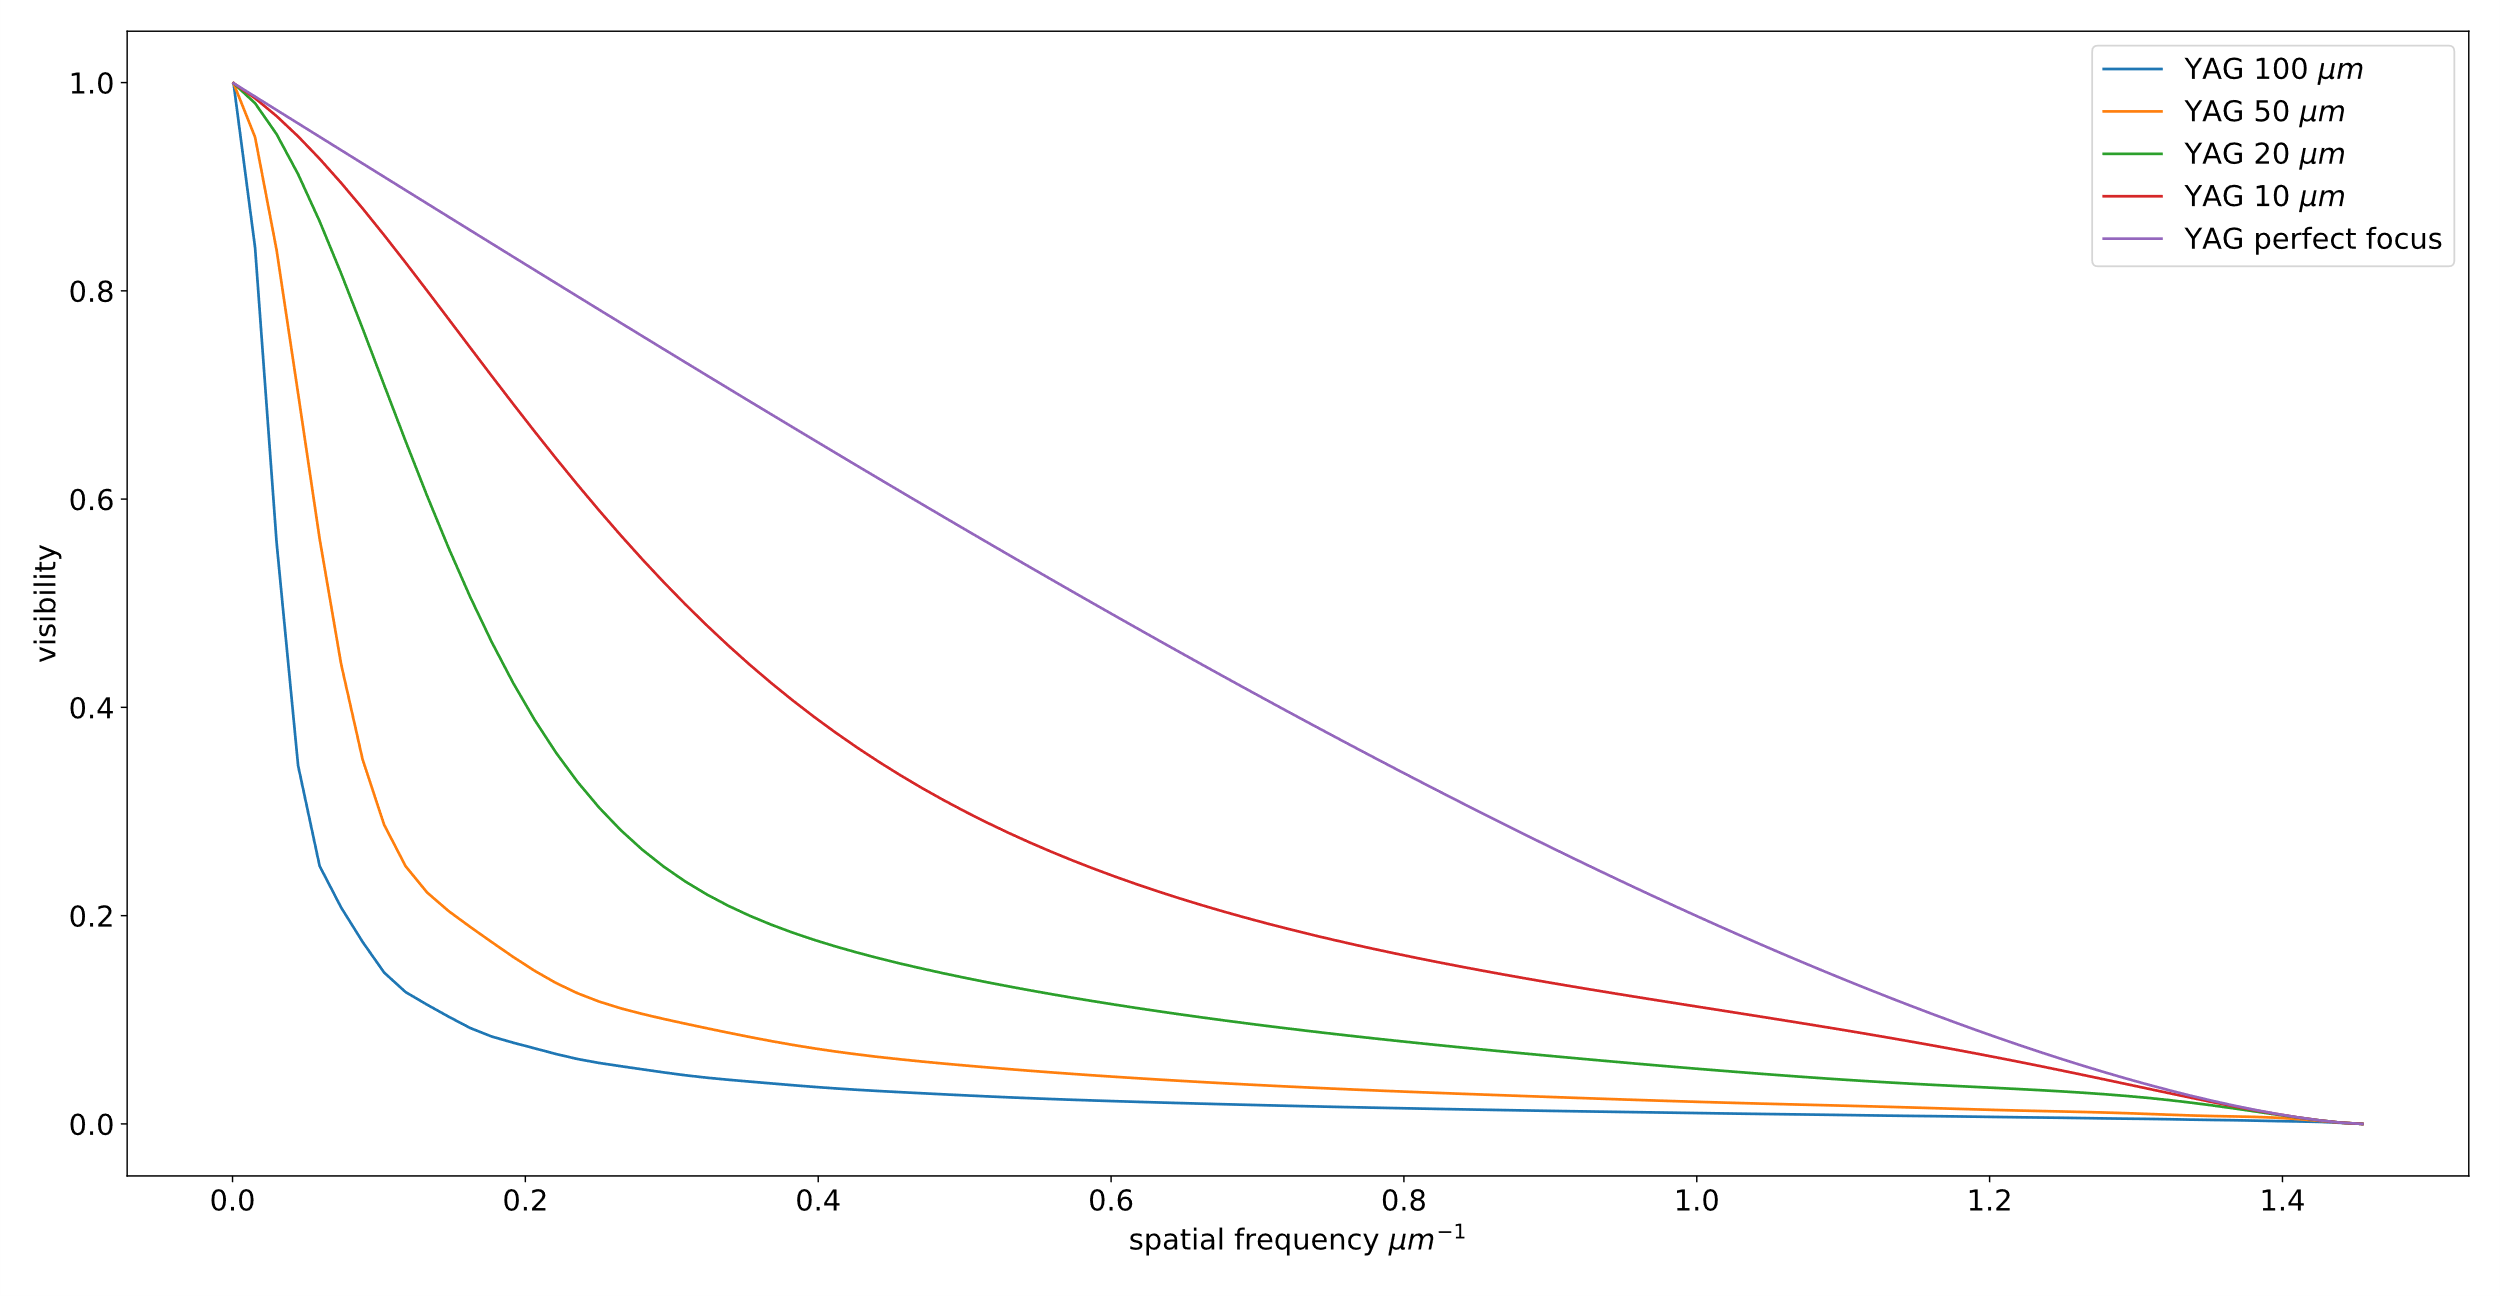 1.0
0.8
0.6
0.4
0.2
0.0
visibility
0.0 0.2 0.4 0.6 0.8 1.0 1.2 1.4
spatial frequency μm⁻¹
YAG 100 μm
YAG 50 μm
YAG 20 μm
YAG 10 μm
YAG perfect focus